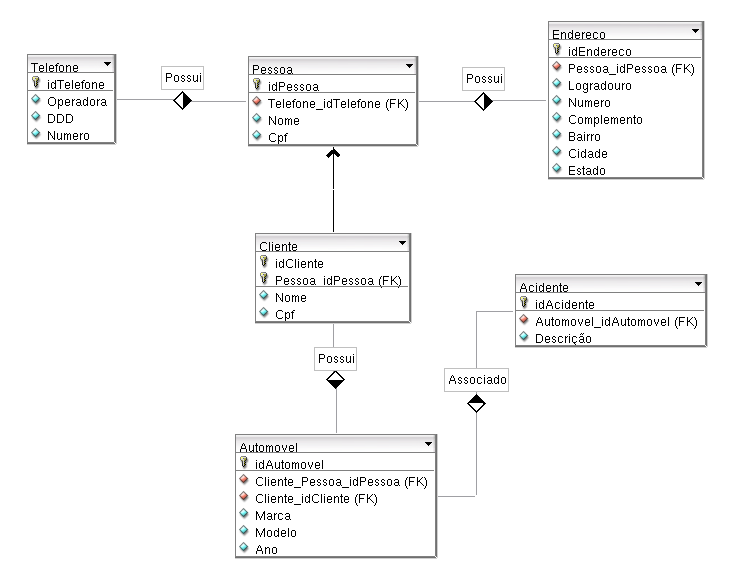 Telefone
idTelefone
Operadora
DDD
Numero
Possui
Pessoa
idPessoa
Telefone_idTelefone (FK)
Nome
Cpf
Possui
Endereco
idEndereco
Pessoa_idPessoa (FK)
Logradouro
Numero
Complemento
Bairro
Cidade
Estado
Cliente
idCliente
Pessoa_idPessoa (FK)
Nome
Cpf
Possui
Acidente
idAcidente
Automovel_idAutomovel (FK)
Descrição
Associado
Automovel
idAutomovel
Cliente_Pessoa_idPessoa (FK)
Cliente_idCliente (FK)
Marca
Modelo
Ano